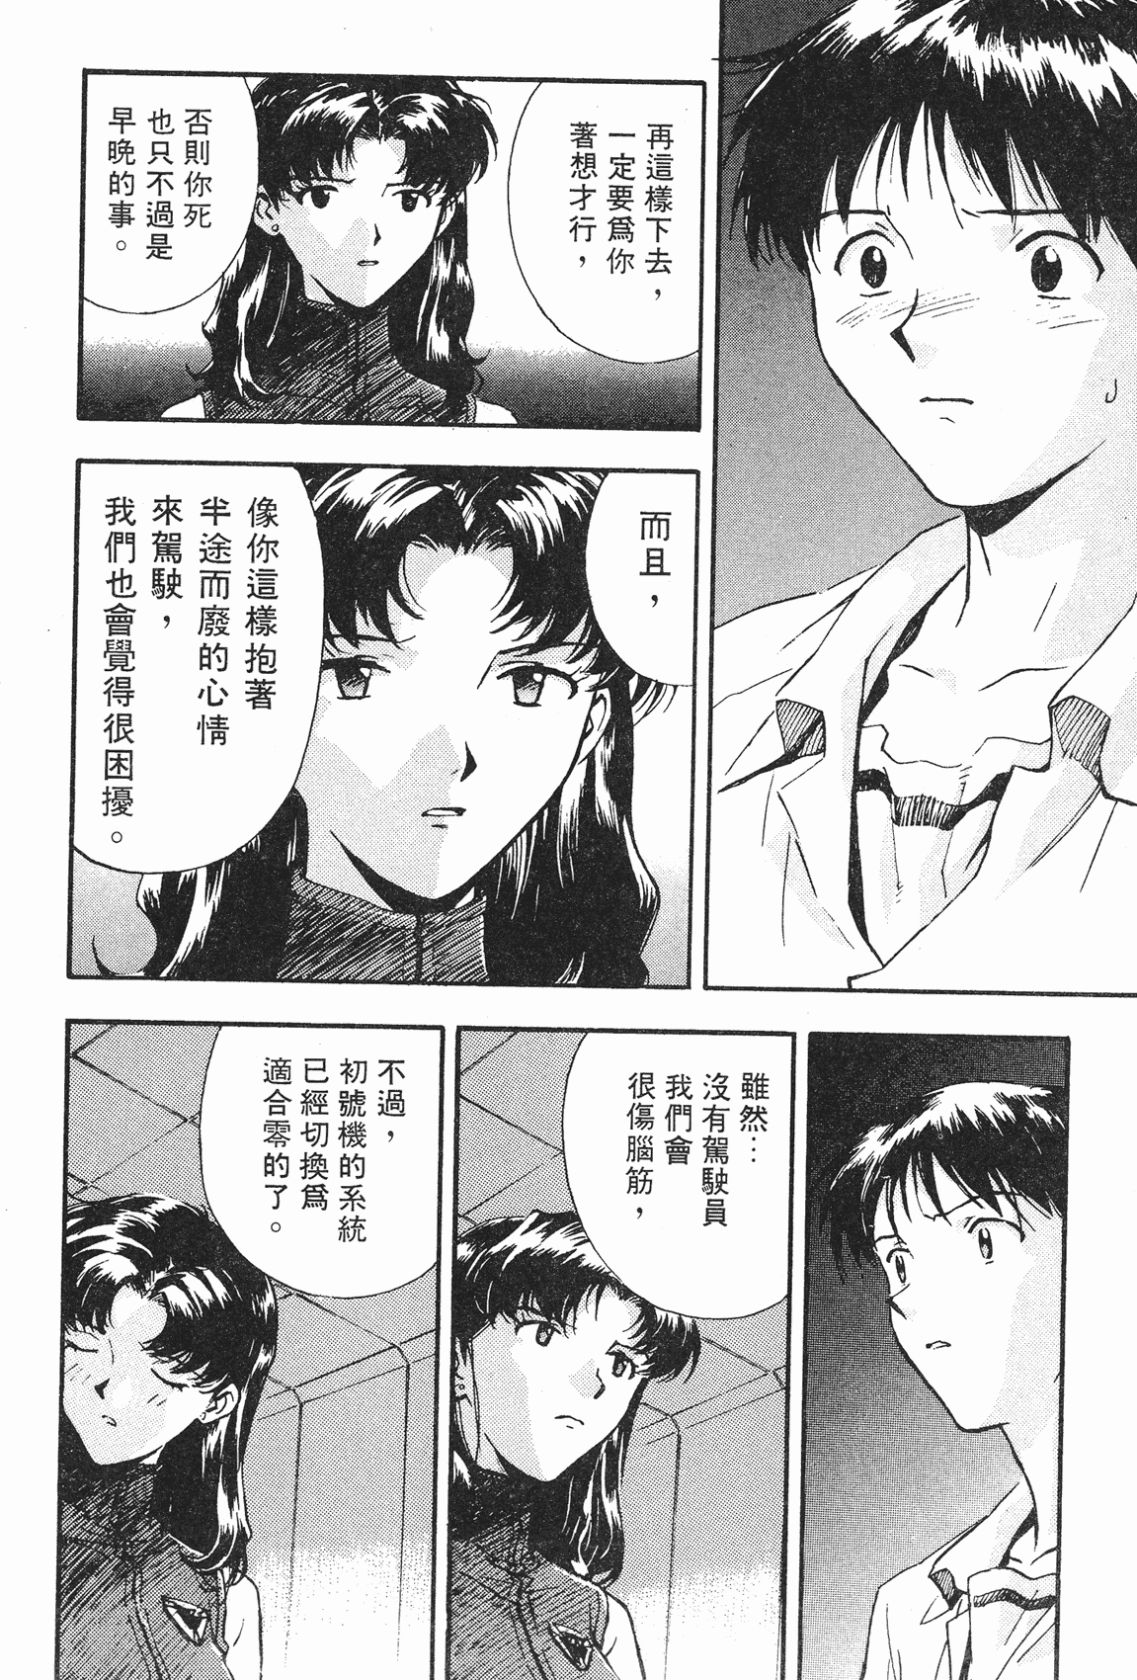 再這樣下去，
一定要爲你
著想才行，
否則你死
也只不過是
早晚的事。
而且，
像你這樣抱著
半途而廢的心情
來駕駛，
我們也會覺得很困擾。
雖然…
沒有駕駛員
我們會
很傷腦筋，
不過，
初號機的系統
已經切換爲
適合零的了。